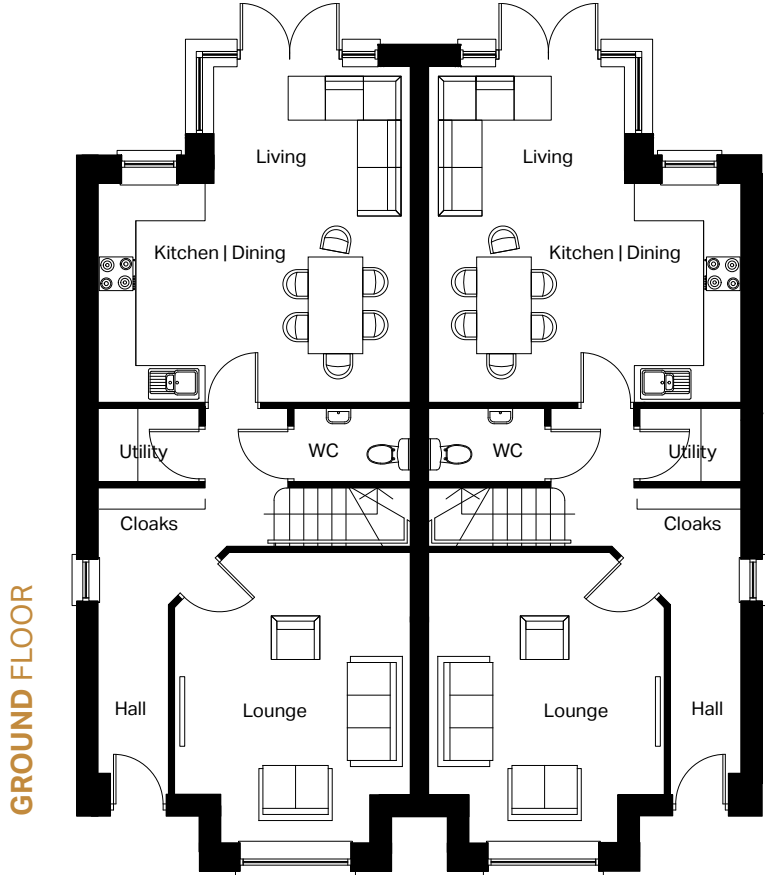 Living
Living
Kitchen | Dining
Kitchen | Dining
Utility
WC
WC
Utility
Cloaks
Cloaks
Hall
Lounge
Lounge
Hall
GROUND FLOOR